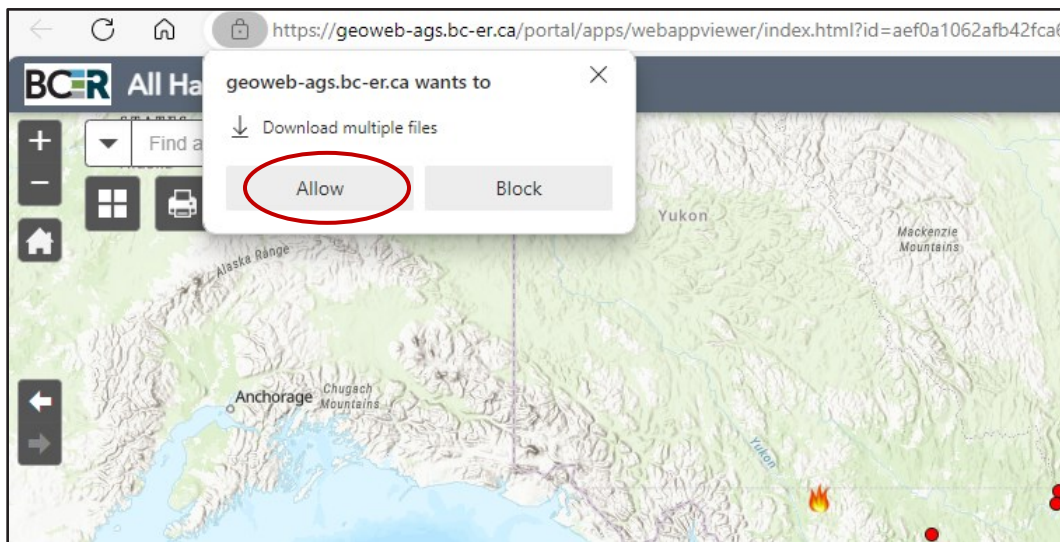 https://geoweb-ags.bc-er.ca/portal/apps/webappviewer/index.html?id=aef0a1062afb42fca6
BCER All Ha
geoweb-ags.bc-er.ca wants to
Download multiple files
Find a
Allow
Block
Yukon
Mackenzie
Mountains
Alaska Range
Anchorage
Chugach
Mountains
Yukon